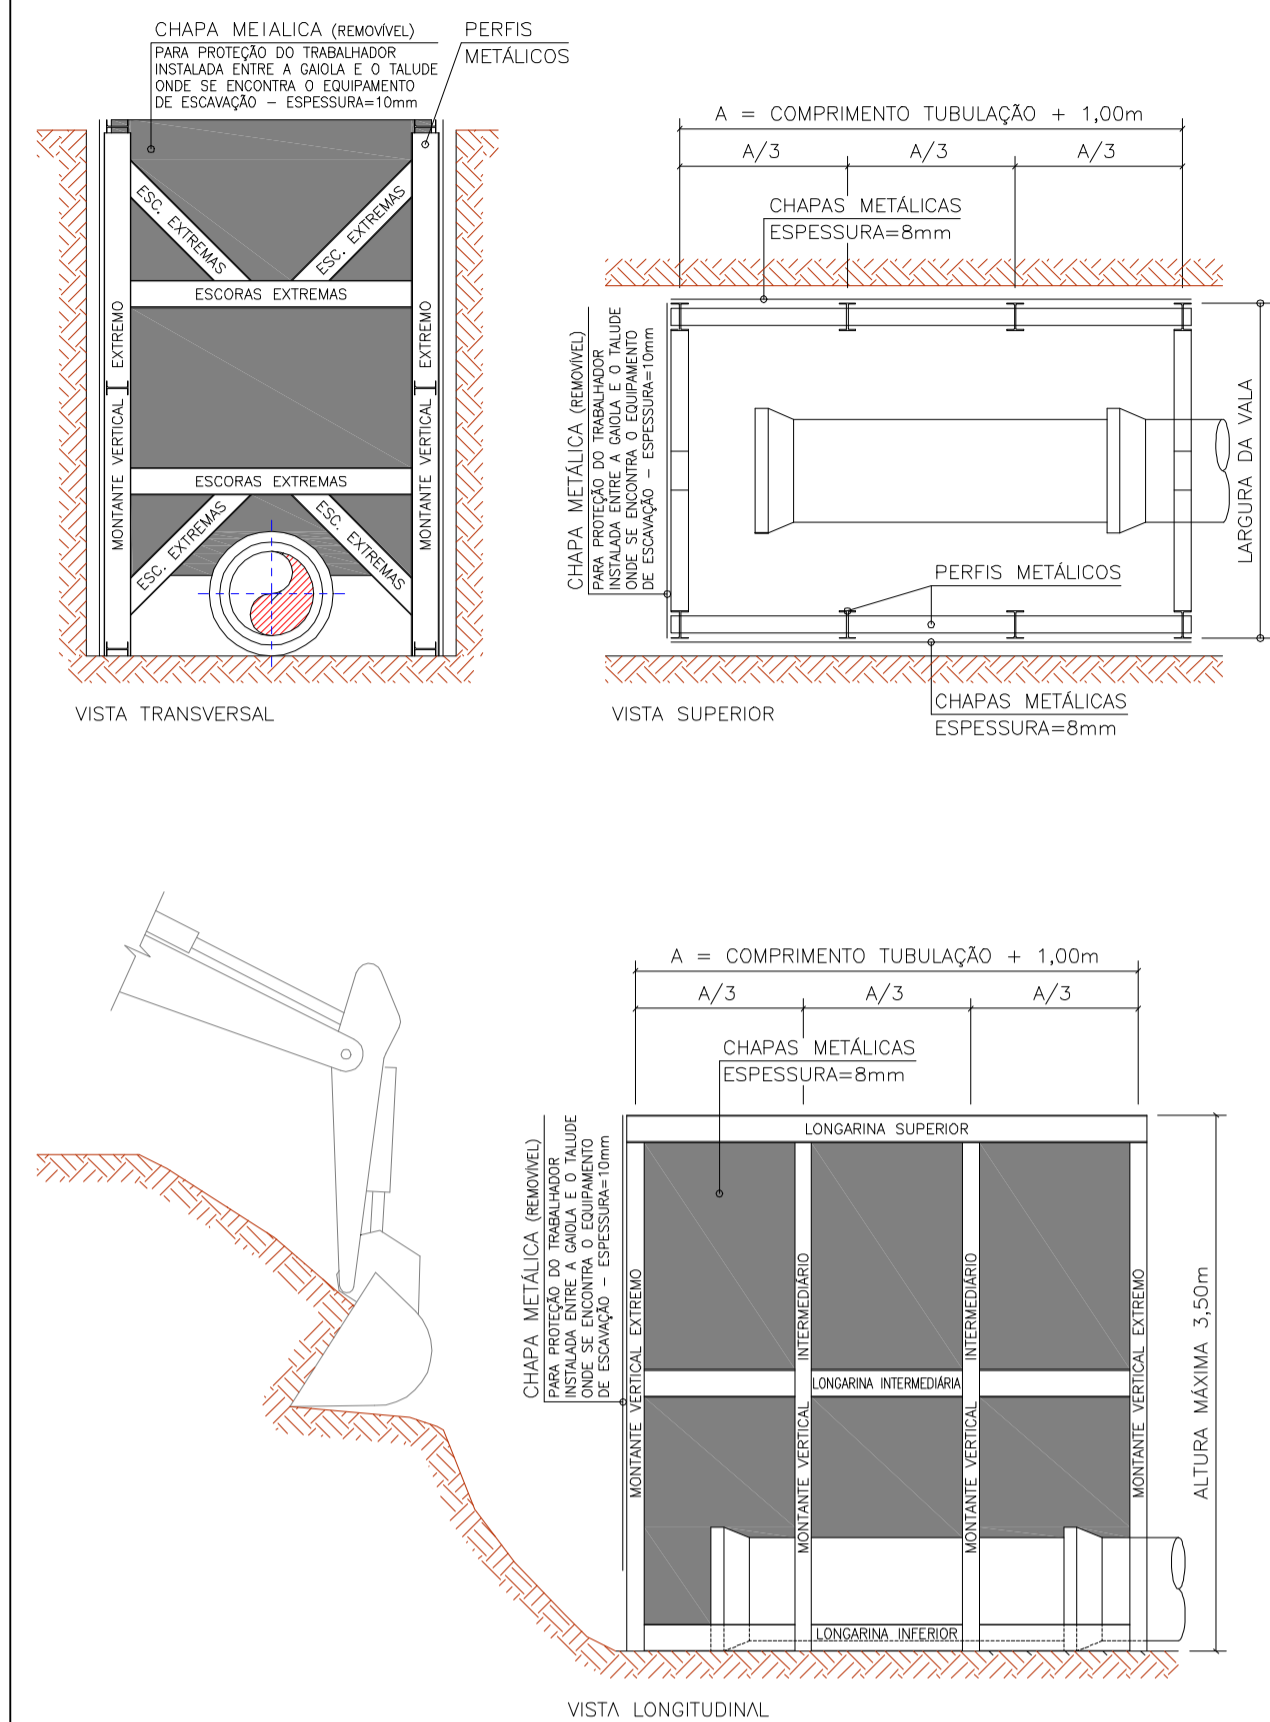 CHAPA MEIALICA (REMOVÍVEL)
PARA PROTEÇÃO DO TRABALHADOR
INSTALADA ENTRE A GAIOLA E O TALUDE
ONDE SE ENCONTRA O EQUIPAMENTO
DE ESCAVAÇÃO - ESPESSURA=10mm
PERFIS
METÁLICOS
ESC. EXTREMAS
ESC. EXTREMAS
ESCORAS EXTREMAS
MONTANTE VERTICAL EXTREMO
MONTANTE VERTICAL EXTREMO
ESCORAS EXTREMAS
ESC. EXTREMAS
ESC. EXTREMAS
VISTA TRANSVERSAL
A = COMPRIMENTO TUBULAÇÃO + 1,00m
A/3
A/3
A/3
CHAPAS METÁLICAS
ESPESSURA=8mm
CHAPA METÁLICA (REMOVÍVEL)
PARA PROTEÇÃO DO TRABALHADOR
INSTALADA ENTRE A GAIOLA E O TALUDE
ONDE SE ENCONTRA O EQUIPAMENTO
DE ESCAVAÇÃO - ESPESSURA=10mm
LARGURA DA VALA
PERFIS METÁLICOS
CHAPAS METÁLICAS
ESPESSURA=8mm
VISTA SUPERIOR
A = COMPRIMENTO TUBULAÇÃO + 1,00m
A/3
A/3
A/3
CHAPAS METÁLICAS
ESPESSURA=8mm
CHAPA METÁLICA (REMOVÍVEL)
PARA PROTEÇÃO DO TRABALHADOR
INSTALADA ENTRE A GAIOLA E O TALUDE
ONDE SE ENCONTRA O EQUIPAMENTO
DE ESCAVAÇÃO - ESPESSURA=10mm
LONGARINA SUPERIOR
MONTANTE VERTICAL EXTREMO
MONTANTE VERTICAL INTERMEDIÁRIO
MONTANTE VERTICAL INTERMEDIÁRIO
MONTANTE VERTICAL EXTREMO
LONGARINA INTERMEDIÁRIA
LONGARINA INFERIOR
ALTURA MÁXIMA 3,50m
VISTA LONGITUDINAL